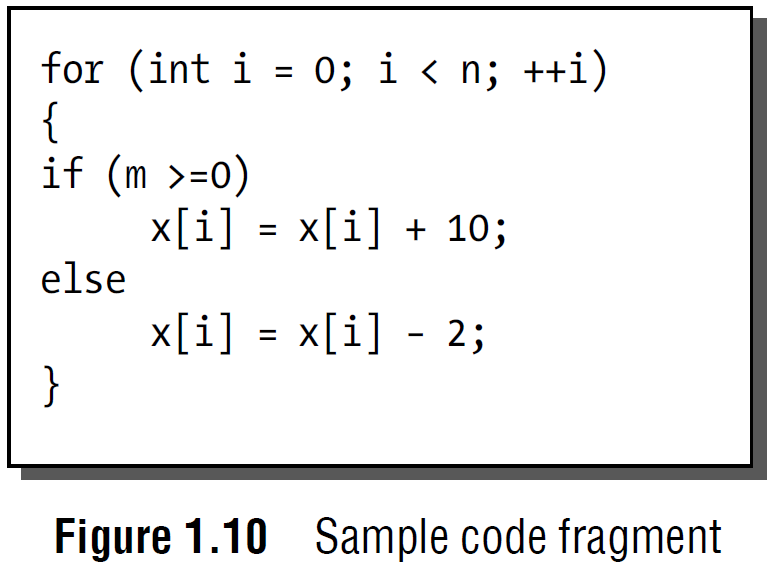 for (int i = 0; i < n; ++i)
{
if (m >=0)
x[i] = x[i] + 10;
else
x[i] = x[i] - 2;
}
Figure 1.10 Sample code fragment